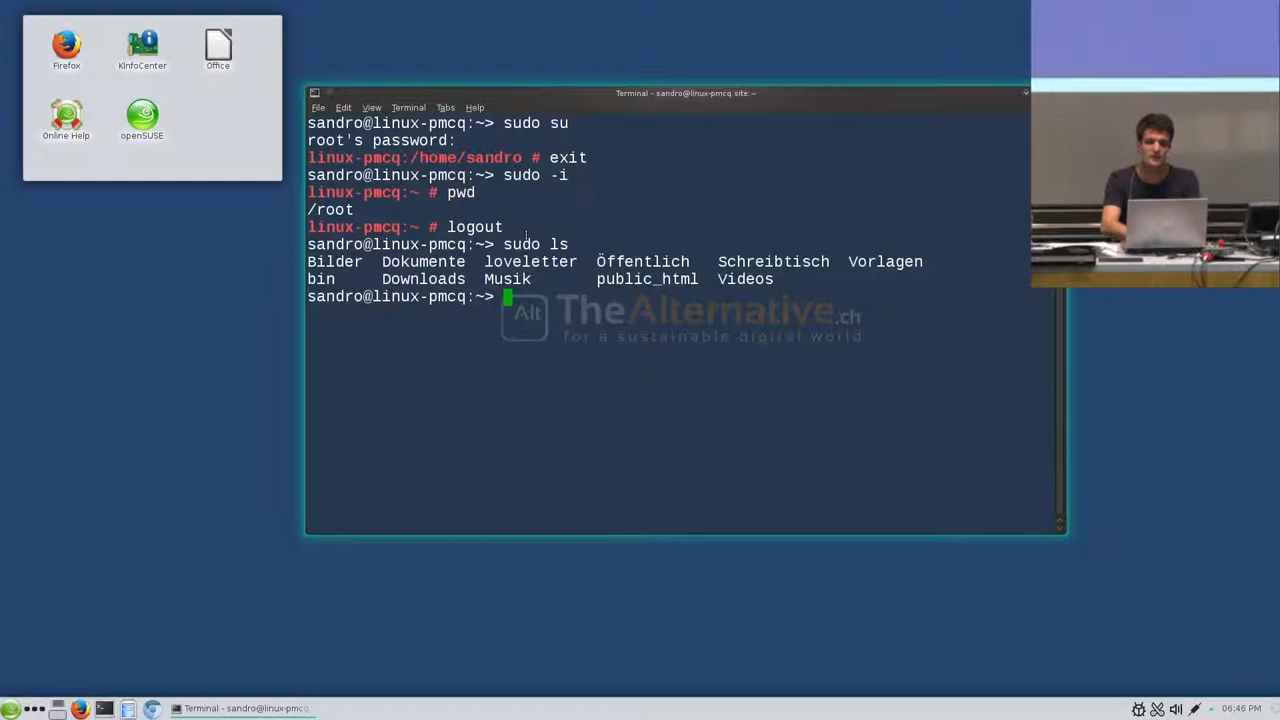 Firefox
KInfoCenter
Office
Online Help
openSUSE
Terminal - sandro@linux-pmcq.site:~
File Edit View Terminal Tabs Help
sandro@linux-pmcq:~> sudo su
root's password:
linux-pmcq:/home/sandro # exit
sandro@linux-pmcq:~> sudo -i
linux-pmcq:~ # pwd
/root
linux-pmcq:~ # logout
sandro@linux-pmcq:~> sudo ls
Bilder Dokumente loveletter Öffentlich Schreibtisch Vorlagen
bin Downloads Musik public_html Videos
sandro@linux-pmcq:~>
Alt TheAlternative.ch
for a sustainable digital world
Terminal - sandro@linux-pmcq
06:46 PM